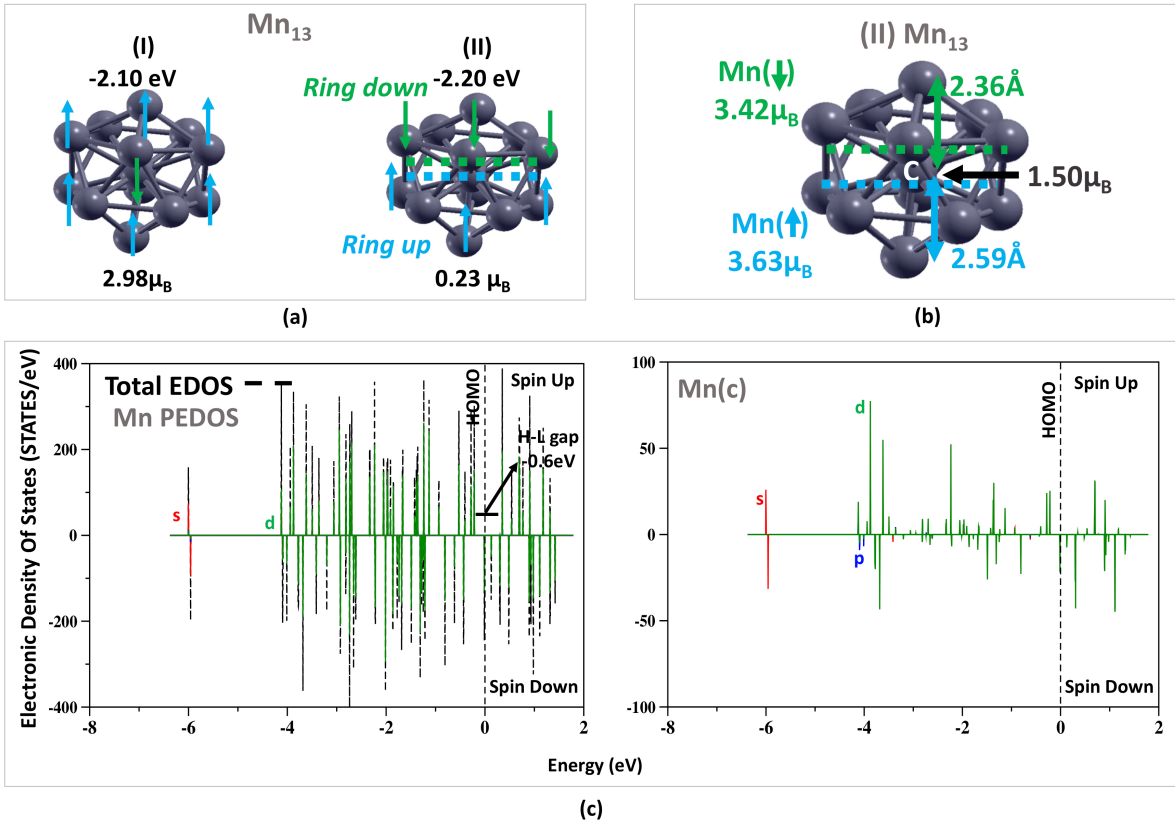 Mn13
(I)
-2.10 eV
2.98μB
(II)
-2.20 eV
Ring down
Ring up
0.23 μB
(a)
(II) Mn13
Mn(↓)
3.42μB
2.36Å
C
1.50μB
Mn(↑)
3.63μB
2.59Å
(b)
Electronic Density Of States (STATES/eV)
400
200
0
-200
-400
Total EDOS
Mn PEDOS
HOMO
Spin Up
H-L gap
-0.6eV
s
d
Spin Down
-8
-6
-4
-2
0
2
100
50
0
-50
-100
Mn(c)
d
HOMO
Spin Up
s
p
Spin Down
-8
-6
-4
-2
0
2
Energy (eV)
(c)